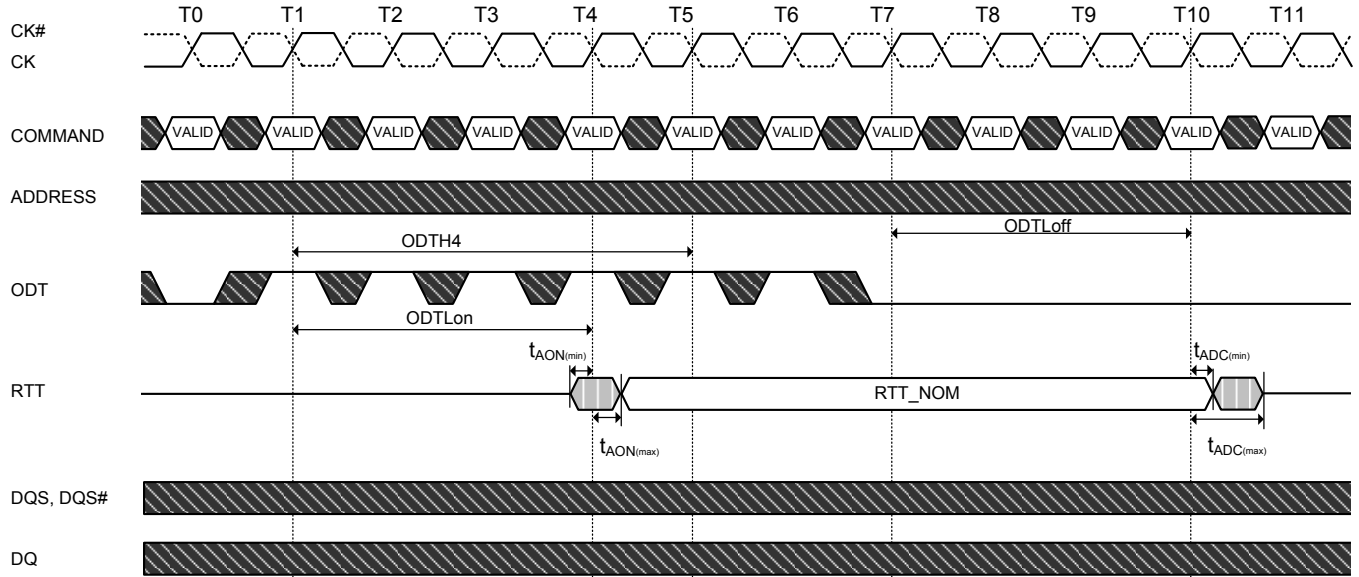 T0 T1 T2 T3 T4 T5 T6 T7 T8 T9 T10 T11
CK#
CK
COMMAND VALID VALID VALID VALID VALID VALID VALID VALID VALID VALID VALID VALID
ADDRESS
ODTH4 ODTLoff
ODT
ODTLon
tAON(min) tADC(min)
RTT RTT_NOM
tAON(max) tADC(max)
DQS, DQS#
DQ